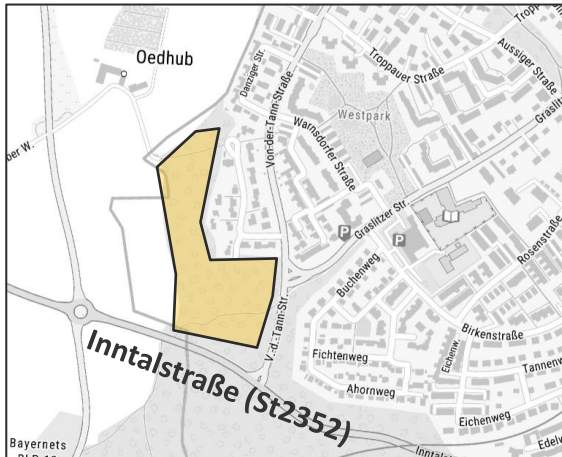 Oedhub
Danziger Str.
Von-der-Tann-Straße
Troppauer Straße
Aussiger Straße
Westpark
Warnsdorfer Straße
Graslitzer Str.
P
P
Rosenstraße
Buchenweg
V.-d.-Tann-Str.
Inntalstraße (St2352)
Birkenstraße
Fichtenweg
Eichenw.
Ahornweg
Eichenweg
Bayernets